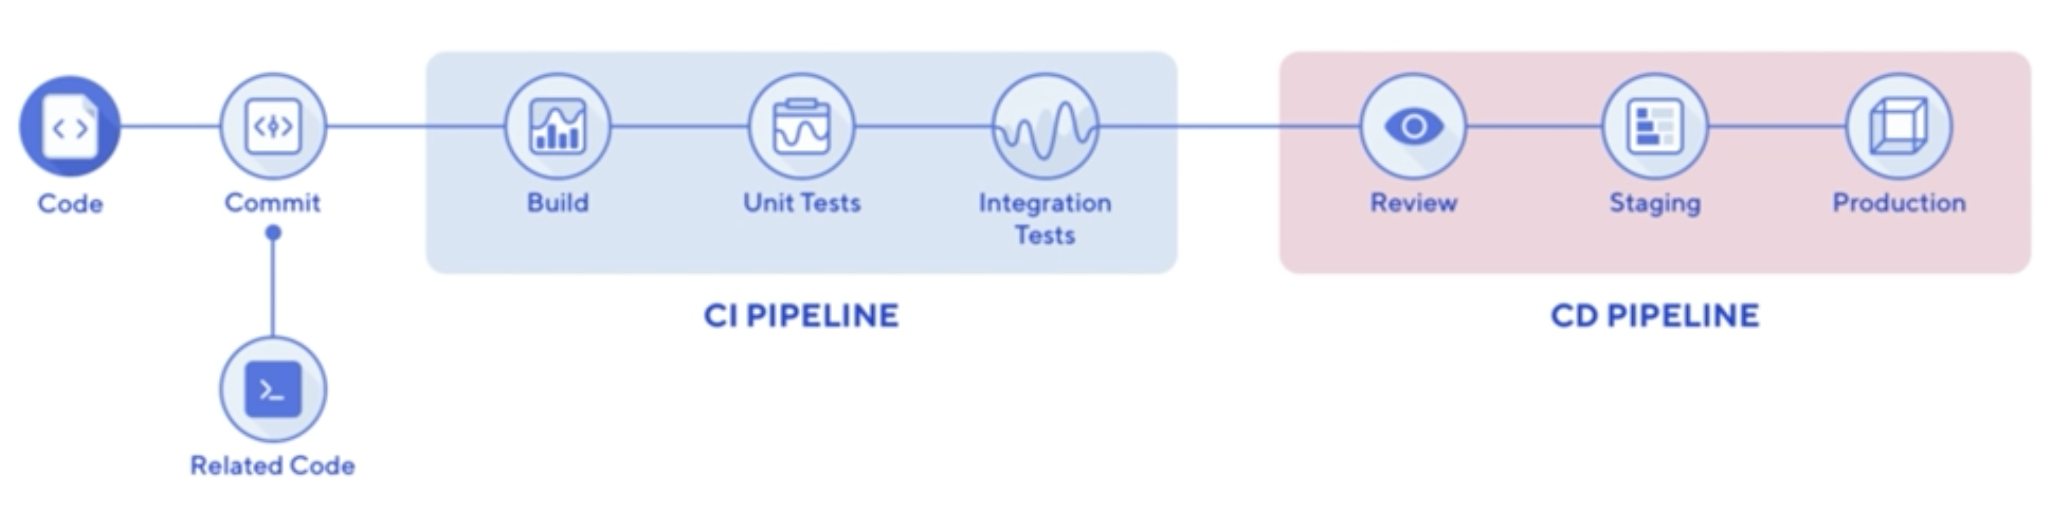 Code
Commit
Build
Unit Tests
Integration
Tests
Review
Staging
Production
CI PIPELINE
CD PIPELINE
Related Code